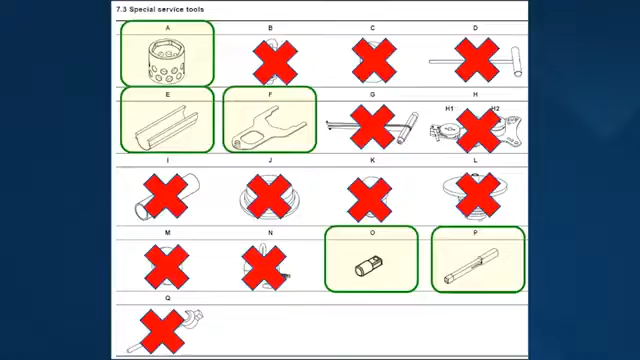 7.3 Special service tools
A B C D
E F G H
H1 H2
I J K L
M N O P
Q